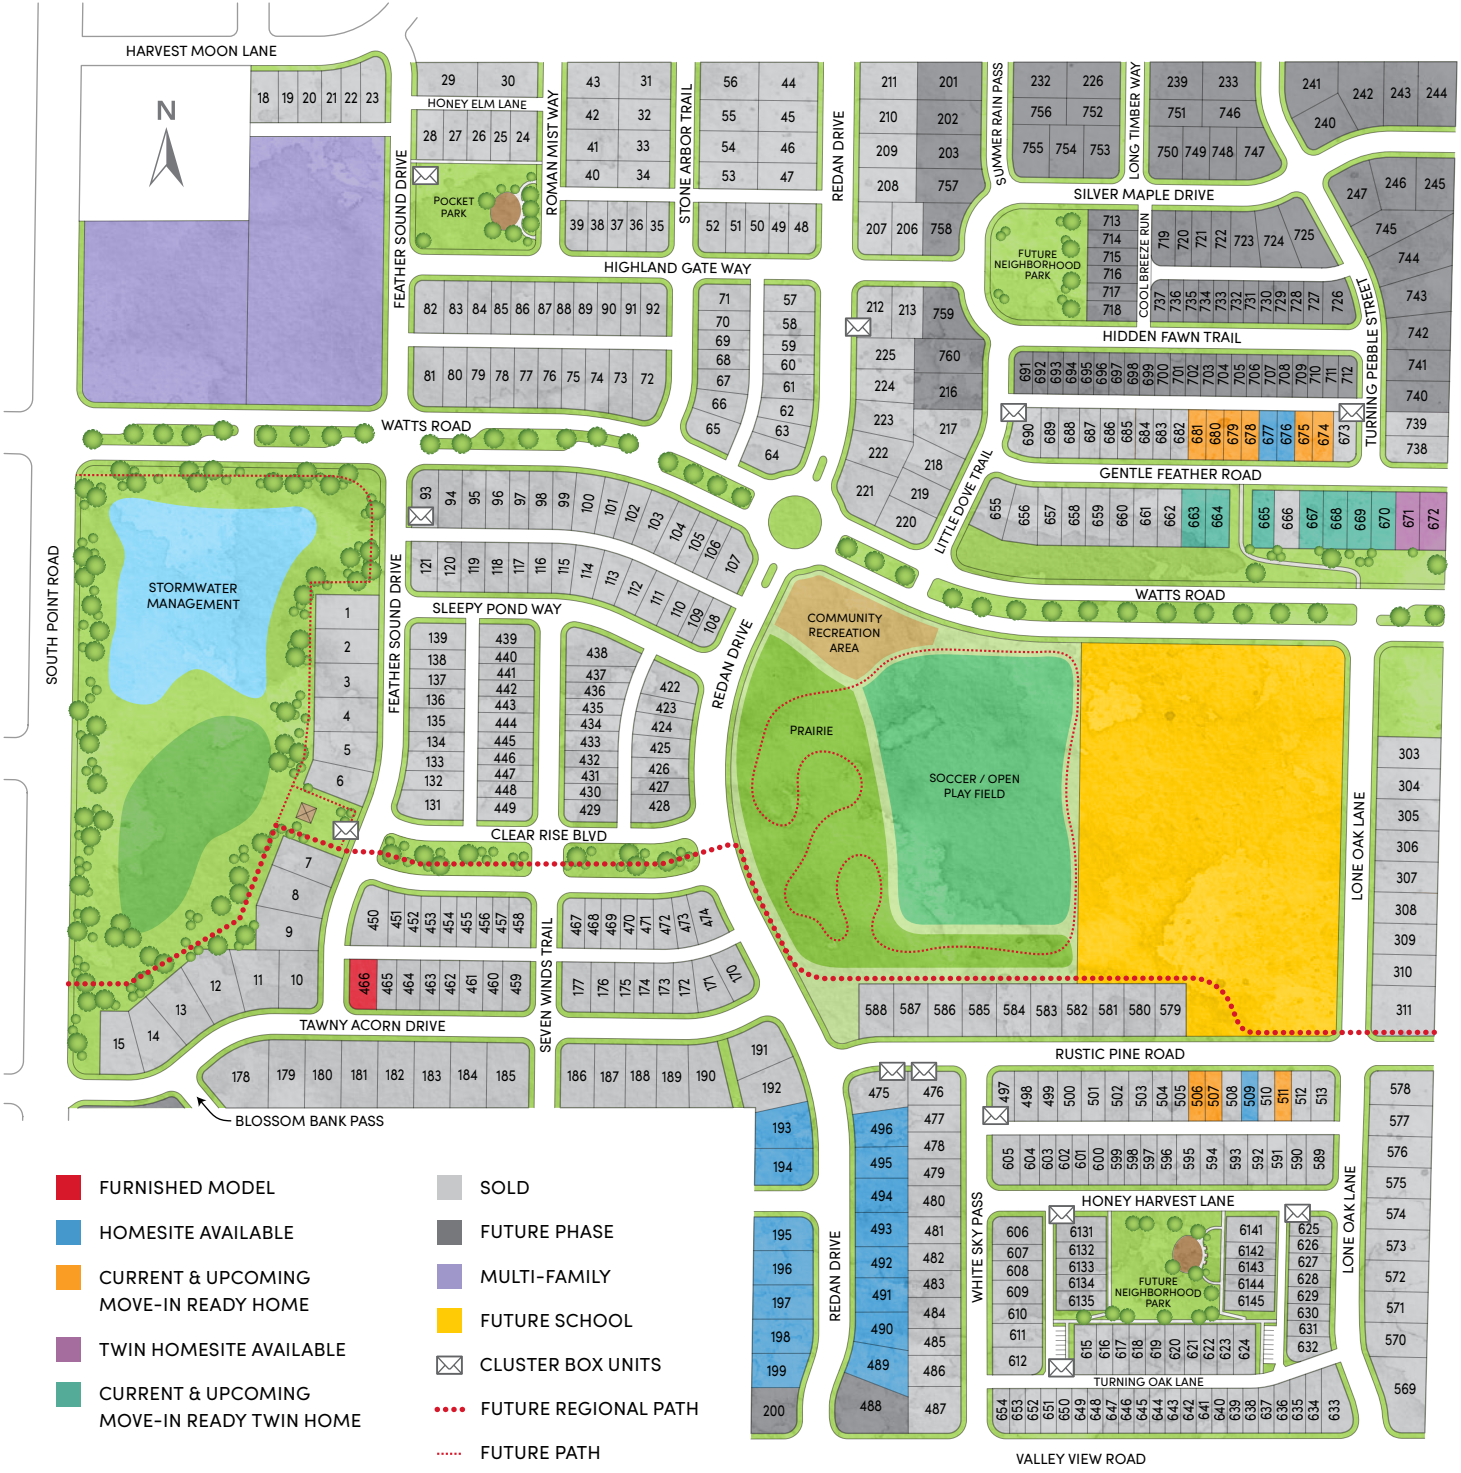 HARVEST MOON LANE
N
18 19 20 21 22 23
29 30
HONEY ELM LANE
28 27 26 25 24
POCKET
PARK
FEATHER SOUND DRIVE
ROMAN MIST WAY
43 31
42 32
41 33
40 34
39 38 37 36 35
STONE ARBOR TRAIL
56 44
55 45
54 46
53 47
52 51 50 49 48
REDAN DRIVE
211 201
210 202
209 203
208 757
207 206 758
SUMMER RAIN PASS
232 226
756 752
755 754 753
LONG TIMBER WAY
239 233
751 746
750 749 748 747
241 242 243 244
240
SILVER MAPLE DRIVE
247 246 245
745
744
743
742
741
740
739
738
FUTURE
NEIGHBORHOOD
PARK
713
714
715
716
717
718
COOL BREEZE RUN
719 720 721 722 723 724 725
737 736 735 734 733 732 731 730 729 728 727 726
TURNING PEBBLE STREET
HIDDEN FAWN TRAIL
HIGHLAND GATE WAY
82 83 84 85 86 87 88 89 90 91 92
81 80 79 78 77 76 75 74 73 72
71
70
69
68
67
66
65
57
58
59
60
61
62
63
64
212 213 759
225 760
224 216
223 217
222 218
221 219
220
691 692 693 694 695 696 697 698 699 700 701 702 703 704 705 706 707 708 709 710 711 712
690 689 688 687 686 685 684 683 682 681 680 679 678 677 676 675 674 673
WATTS ROAD
GENTLE FEATHER ROAD
LITTLE DOVE TRAIL
655 656 657 658 659 660 661 662 663 664 665 666 667 668 669 670 671 672
WATTS ROAD
93 94 95 96 97 98 99 100 101 102 103 104 105 106 107
121 120 119 118 117 116 115 114 113 112 111 110 109 108
SLEEPY POND WAY
SOUTH POINT ROAD
STORMWATER
MANAGEMENT
FEATHER SOUND DRIVE
1
2
3
4
5
6
7
8
9
10
11
12
13
14
15
139
138
137
136
135
134
133
132
131
439
440
441
442
443
444
445
446
447
448
449
438
437
436
435
434
433
432
431
430
429
422
423
424
425
426
427
428
REDAN DRIVE
COMMUNITY
RECREATION
AREA
PRAIRIE
SOCCER / OPEN
PLAY FIELD
LONE OAK LANE
303
304
305
306
307
308
309
310
311
CLEAR RISE BLVD
450 451 452 453 454 455 456 457 458
466 465 464 463 462 461 460 459
SEVEN WINDS TRAIL
467 468 469 470 471 472 473 474
177 176 175 174 173 172 171 170
588 587 586 585 584 583 582 581 580 579
TAWNY ACORN DRIVE
178 179 180 181 182 183 184 185
186 187 188 189 190
191
192
193
194
195
196
197
198
199
200
BLOSSOM BANK PASS
RUSTIC PINE ROAD
REDAN DRIVE
475 476
496 477
495 478
494 479
493 480
492 481
491 482
490 483
489 484
488 485
486
487
WHITE SKY PASS
497 498 499 500 501 502 503 504 505 506 507 508 509 510 511 512 513
605 604 603 602 601 600 599 598 597 596 595 594 593 592 591 590 589
HONEY HARVEST LANE
606
607
608
609
610
611
612
6131
6132
6133
6134
6135
FUTURE
NEIGHBORHOOD
PARK
6141
6142
6143
6144
6145
625
626
627
628
629
630
631
632
615 616 617 618 619 620 621 622 623 624
TURNING OAK LANE
654 653 652 651 650 649 648 647 646 645 644 643 642 641 640 639 638 637 636 635 634 633
VALLEY VIEW ROAD
LONE OAK LANE
578
577
576
575
574
573
572
571
570
569
FURNISHED MODEL
HOMESITE AVAILABLE
CURRENT & UPCOMING
MOVE-IN READY HOME
TWIN HOMESITE AVAILABLE
CURRENT & UPCOMING
MOVE-IN READY TWIN HOME
SOLD
FUTURE PHASE
MULTI-FAMILY
FUTURE SCHOOL
CLUSTER BOX UNITS
FUTURE REGIONAL PATH
FUTURE PATH